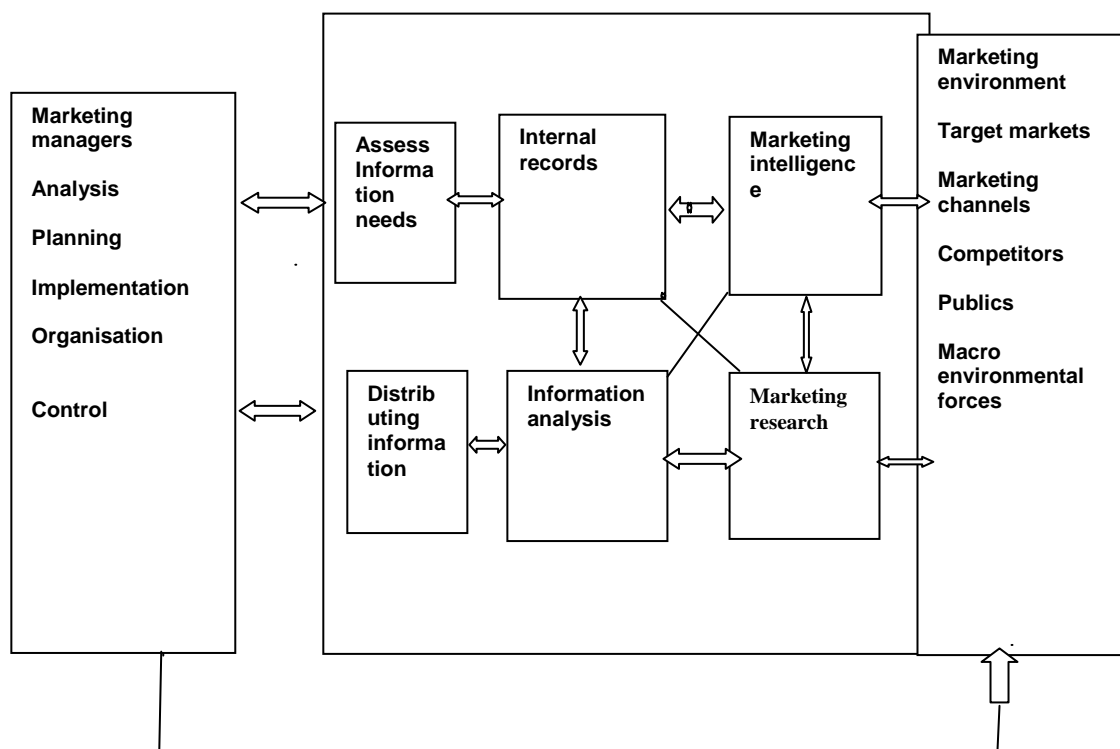 Marketing
managers
Analysis
Planning
Implementation
Organisation
Control
Assess
Informa
tion
needs
Internal
records
Marketing
intelligenc
e
Distrib
uting
informa
tion
Information
analysis
Marketing
research
Marketing
environment
Target markets
Marketing
channels
Competitors
Publics
Macro
environmental
forces